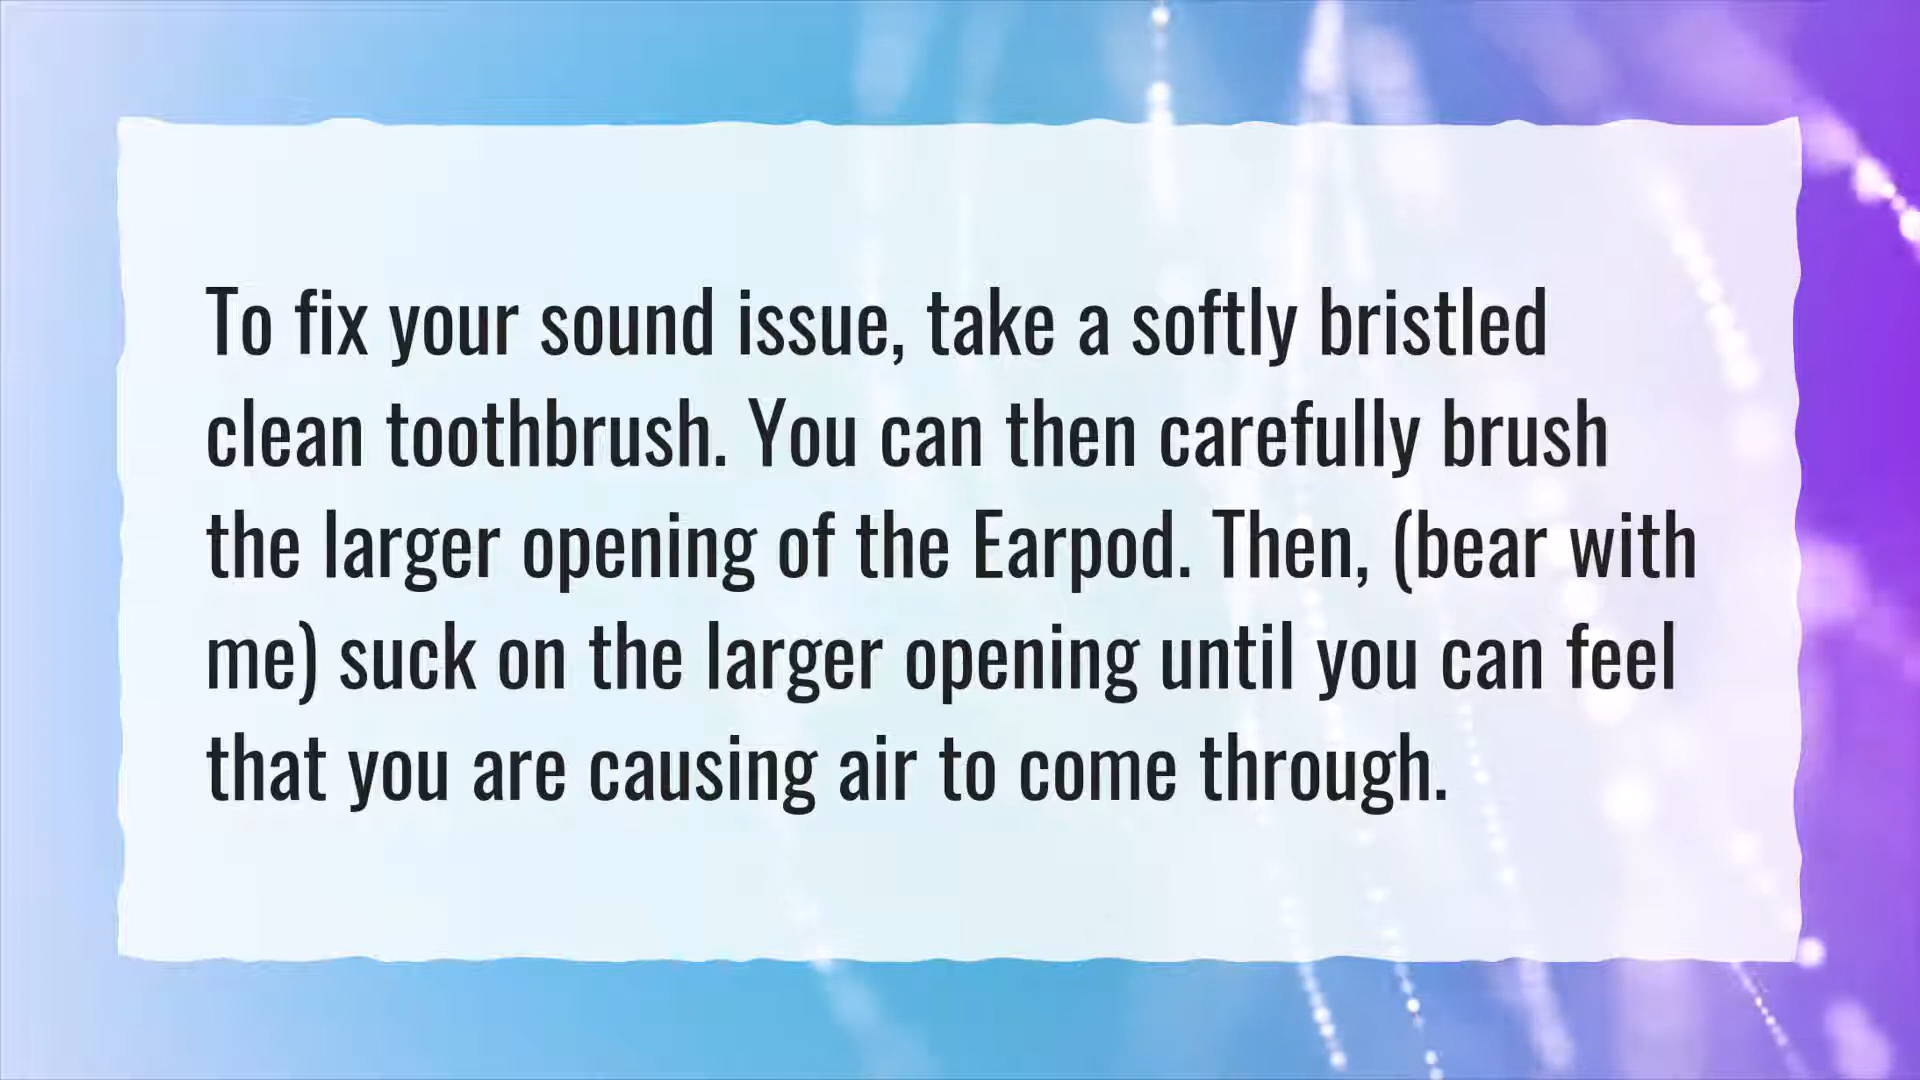 To fix your sound issue, take a softly bristled
clean toothbrush. You can then carefully brush
the larger opening of the Earpod. Then, (bear with
me) suck on the larger opening until you can feel
that you are causing air to come through.